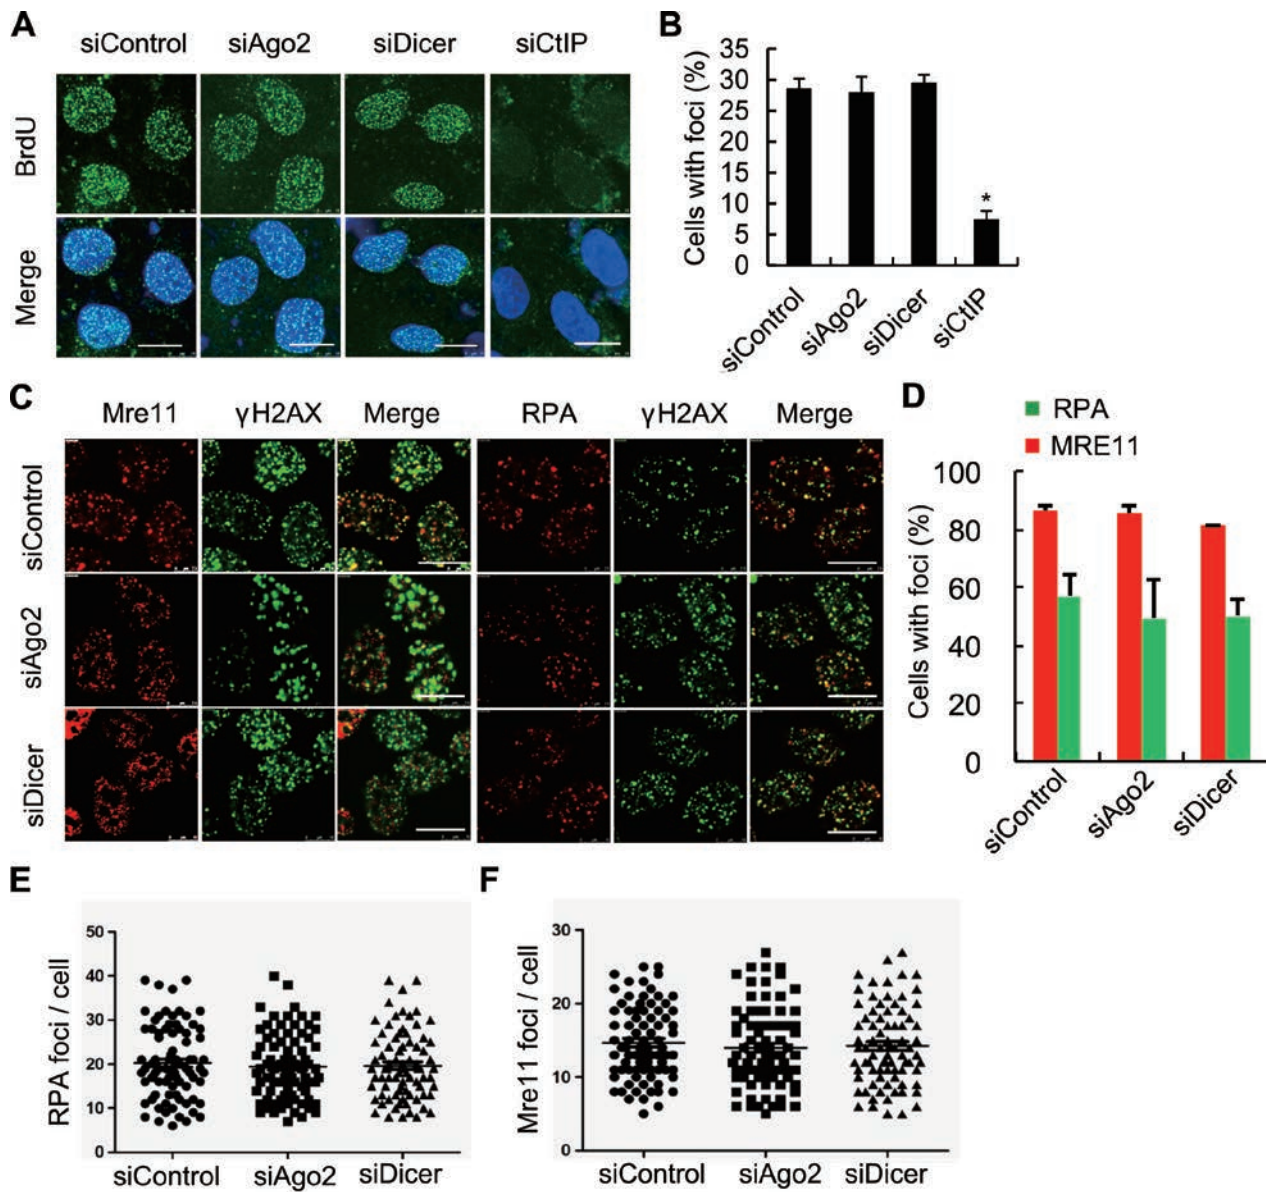 A
siControl siAgo2 siDicer siCtIP
BrdU
Merge
B
Cells with foci (%)
35
30
25
20
15
10
5
0
*
siControl siAgo2 siDicer siCtIP
C
Mre11 γH2AX Merge RPA γH2AX Merge
siControl
siAgo2
siDicer
D
RPA
MRE11
Cells with foci (%)
100
80
60
40
20
0
siControl siAgo2 siDicer
E
RPA foci / cell
50
40
30
20
10
0
siControl siAgo2 siDicer
F
Mre11 foci / cell
30
20
10
0
siControl siAgo2 siDicer